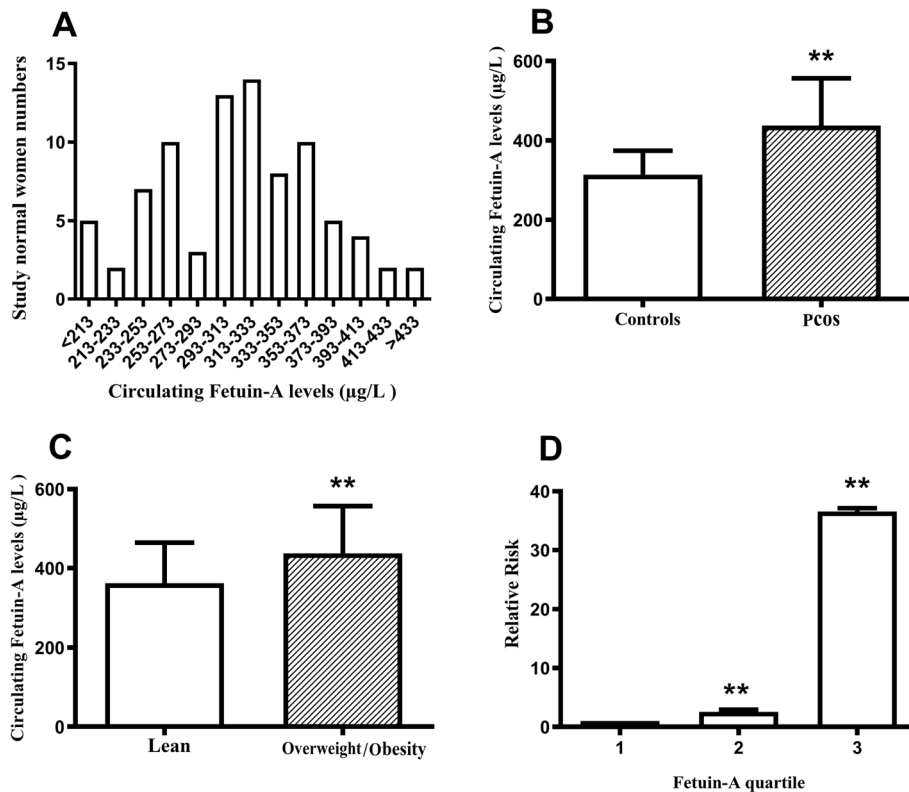 A
Study normal women numbers
15
10
5
0
<213
213-233
233-253
253-273
273-293
293-313
313-333
333-353
353-373
373-393
393-413
413-433
>433
Circulating Fetuin-A levels (µg/L )
B
Circulating Fetuin-A levels (µg/L )
600
400
200
0
**
Controls
PCOS
C
Circulating Fetuin-A levels (µg/L )
600
400
200
0
**
Lean
Overweight/Obesity
D
Relative Risk
40
30
20
10
0
**
**
1
2
3
Fetuin-A quartile